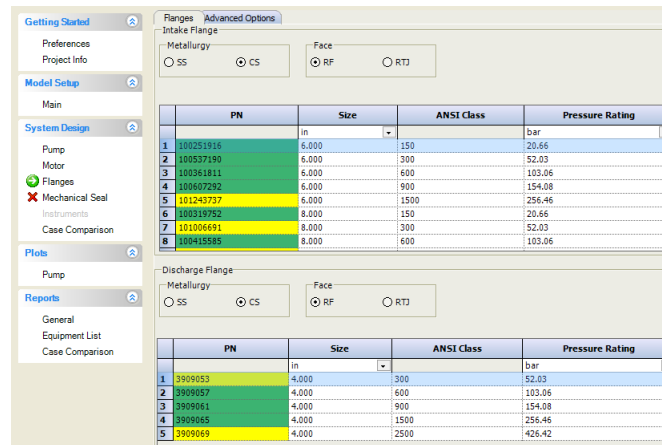 Getting Started
Preferences
Project Info
Model Setup
Main
System Design
Pump
Motor
Flanges
Mechanical Seal
Instruments
Case Comparison
Plots
Pump
Reports
General
Equipment List
Case Comparison
Flanges Advanced Options
Intake Flange
Metallurgy Face
SS CS RF RTJ
PN Size ANSI Class Pressure Rating
in bar
1 100251916 6.000 150 20.66
2 100537190 6.000 300 52.03
3 100361811 6.000 600 103.06
4 100607292 6.000 900 154.08
5 101243737 6.000 1500 256.46
6 100319752 8.000 150 20.66
7 101006691 8.000 300 52.03
8 100415585 8.000 600 103.06
Discharge Flange
Metallurgy Face
SS CS RF RTJ
PN Size ANSI Class Pressure Rating
in bar
1 3909053 4.000 300 52.03
2 3909057 4.000 600 103.06
3 3909061 4.000 900 154.08
4 3909065 4.000 1500 256.46
5 3909069 4.000 2500 426.42